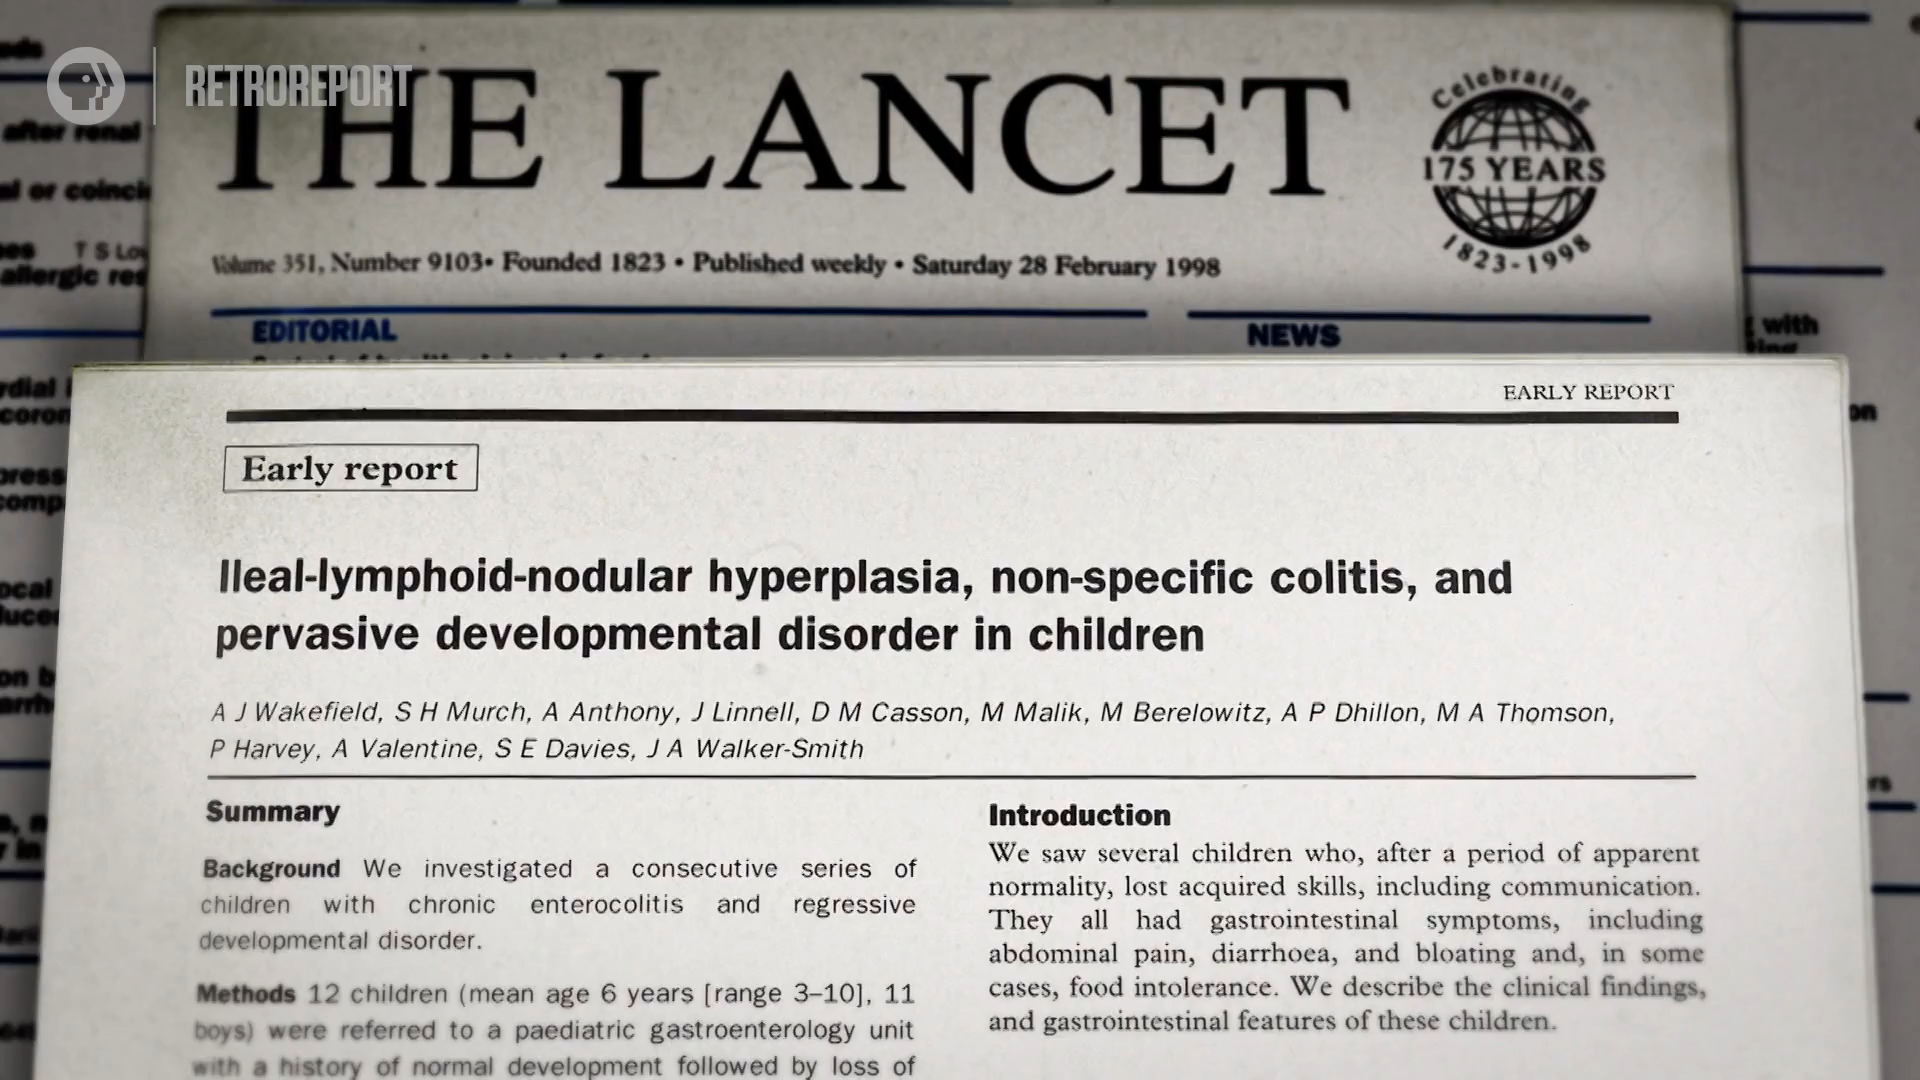 RETROREPORT
THE LANCET
Celebrating
175 YEARS
1823-1998
Volume 351, Number 9103• Founded 1823 • Published weekly • Saturday 28 February 1998
EDITORIAL
NEWS
after renal
T S
allergic
with
EARLY REPORT
Early report
Ileal-lymphoid-nodular hyperplasia, non-specific colitis, and
pervasive developmental disorder in children
A J Wakefield, S H Murch, A Anthony, J Linnell, D M Casson, M Malik, M Berelowitz, A P Dhillon, M A Thomson,
P Harvey, A Valentine, S E Davies, J A Walker-Smith
Summary
Background We investigated a consecutive series of
children with chronic enterocolitis and regressive
developmental disorder.
Methods 12 children (mean age 6 years [range 3–10], 11
boys) were referred to a paediatric gastroenterology unit
with a history of normal development followed by loss of
Introduction
We saw several children who, after a period of apparent
normality, lost acquired skills, including communication.
They all had gastrointestinal symptoms, including
abdominal pain, diarrhoea, and bloating and, in some
cases, food intolerance. We describe the clinical findings,
and gastrointestinal features of these children.